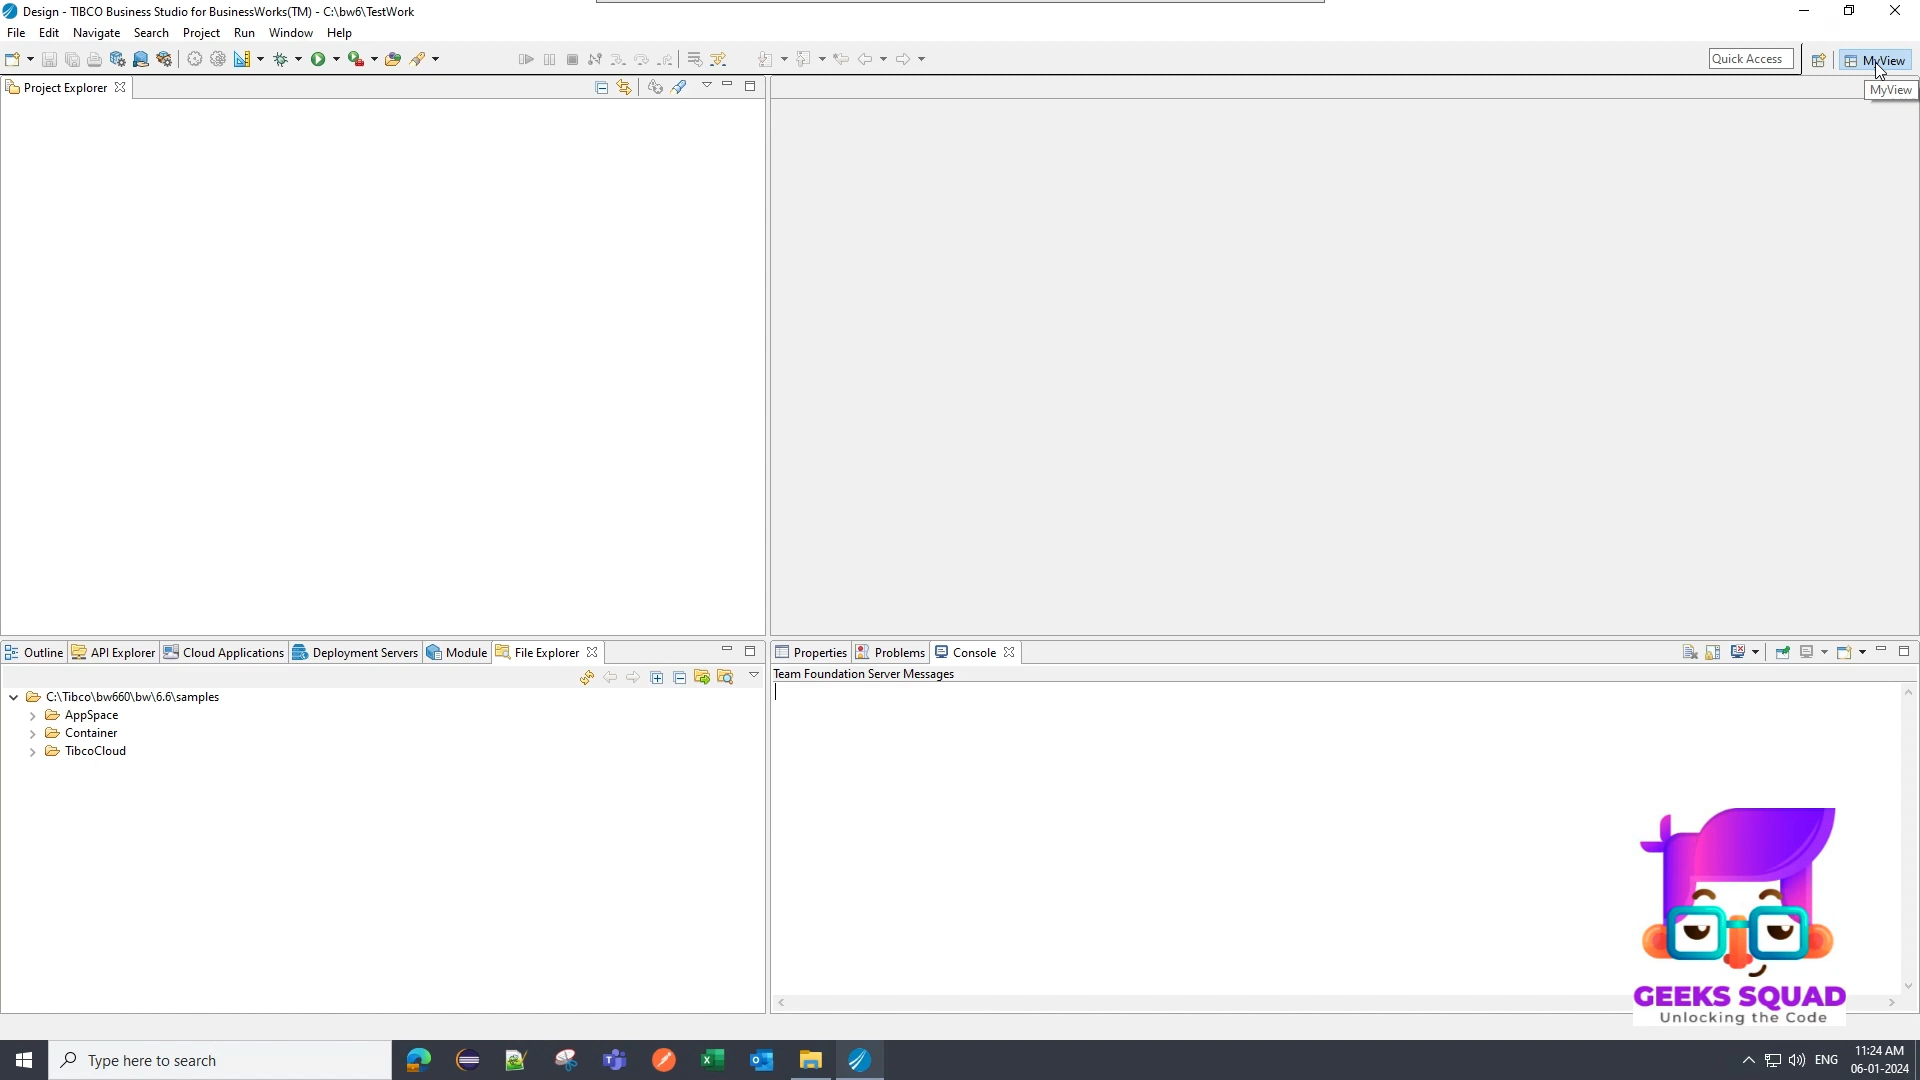 Design - TIBCO Business Studio for BusinessWorks(TM) - C:\bw6\TestWork
File Edit Navigate Search Project Run Window Help
Quick Access
MyView
MyView
Project Explorer
Outline API Explorer Cloud Applications Deployment Servers Module File Explorer
C:\Tibco\bw660\bw\6.6\samples
AppSpace
Container
TibcoCloud
Properties Problems Console
Team Foundation Server Messages
GEEKS SQUAD
Unlocking the Code
Type here to search
ENG
11:24 AM
06-01-2024